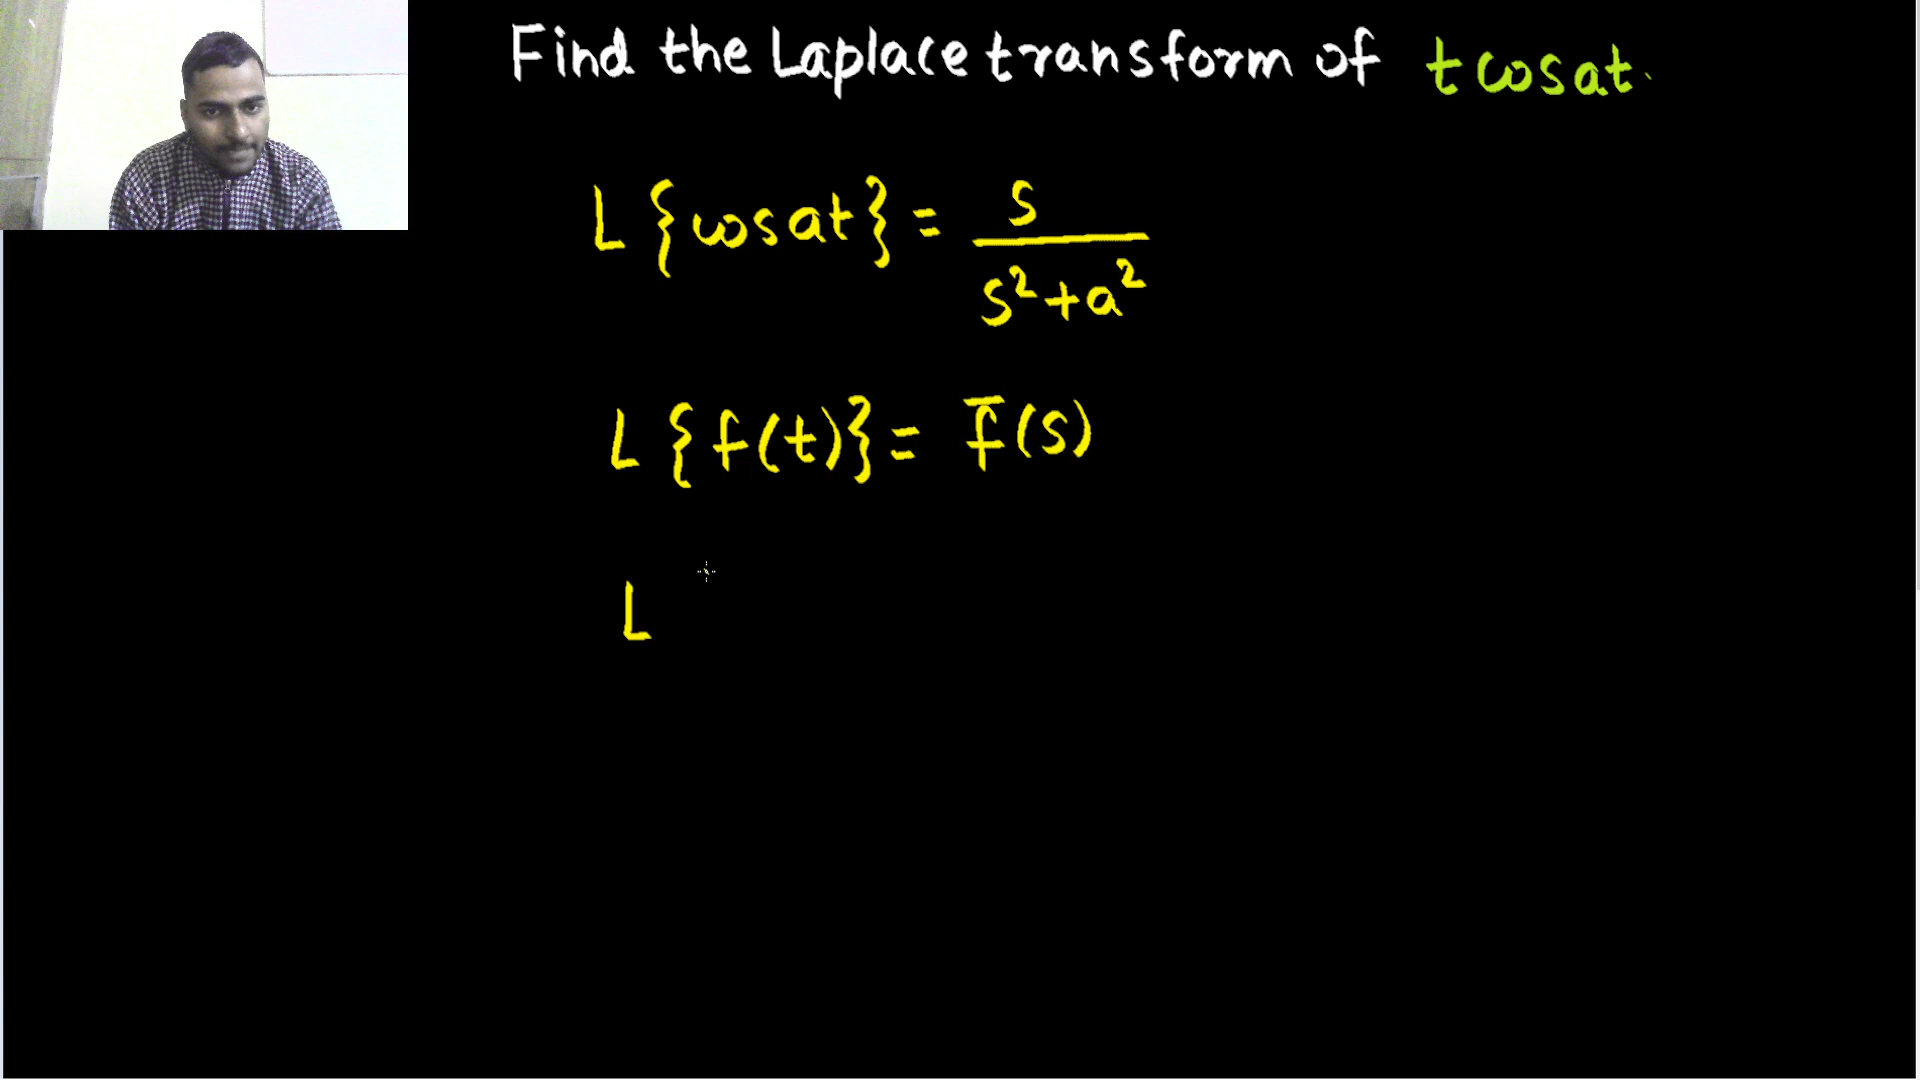 Find the Laplace transform of t cosat.
L{cosat} = s/(s²+a²)
L{f(t)} = f̅(s)
L